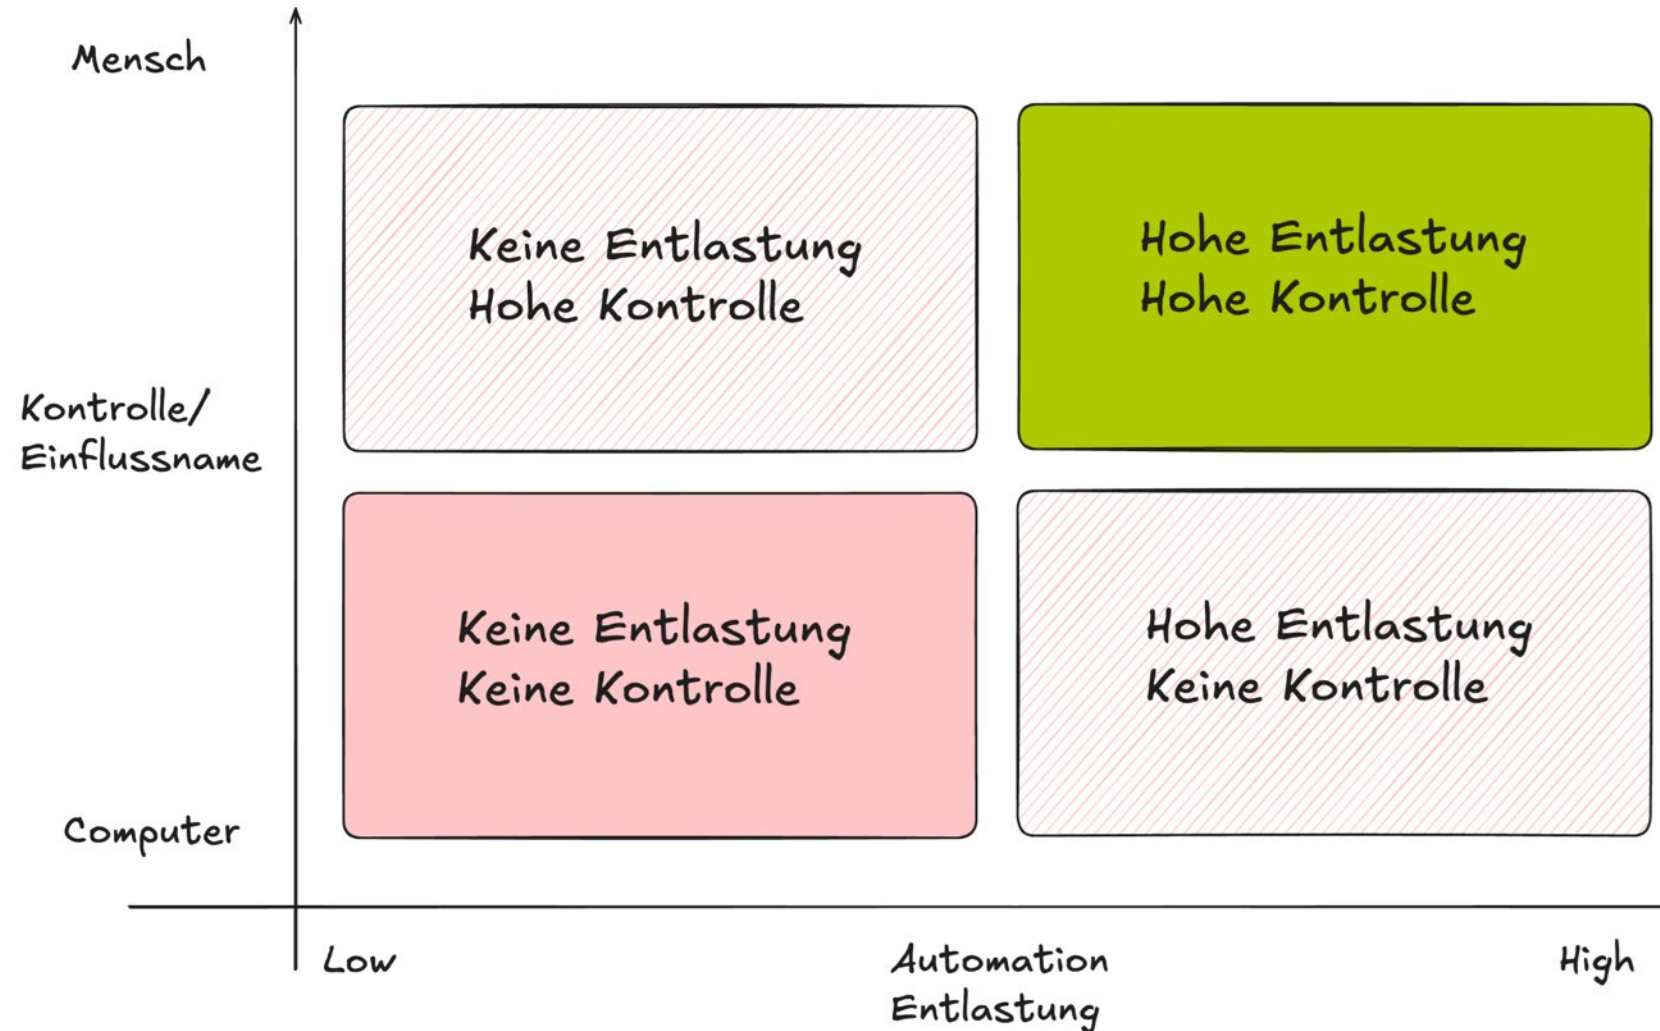 Mensch
Keine Entlastung
Hohe Kontrolle
Hohe Entlastung
Hohe Kontrolle
Kontrolle/
Einflussname
Keine Entlastung
Keine Kontrolle
Hohe Entlastung
Keine Kontrolle
Computer
Low
Automation
Entlastung
High